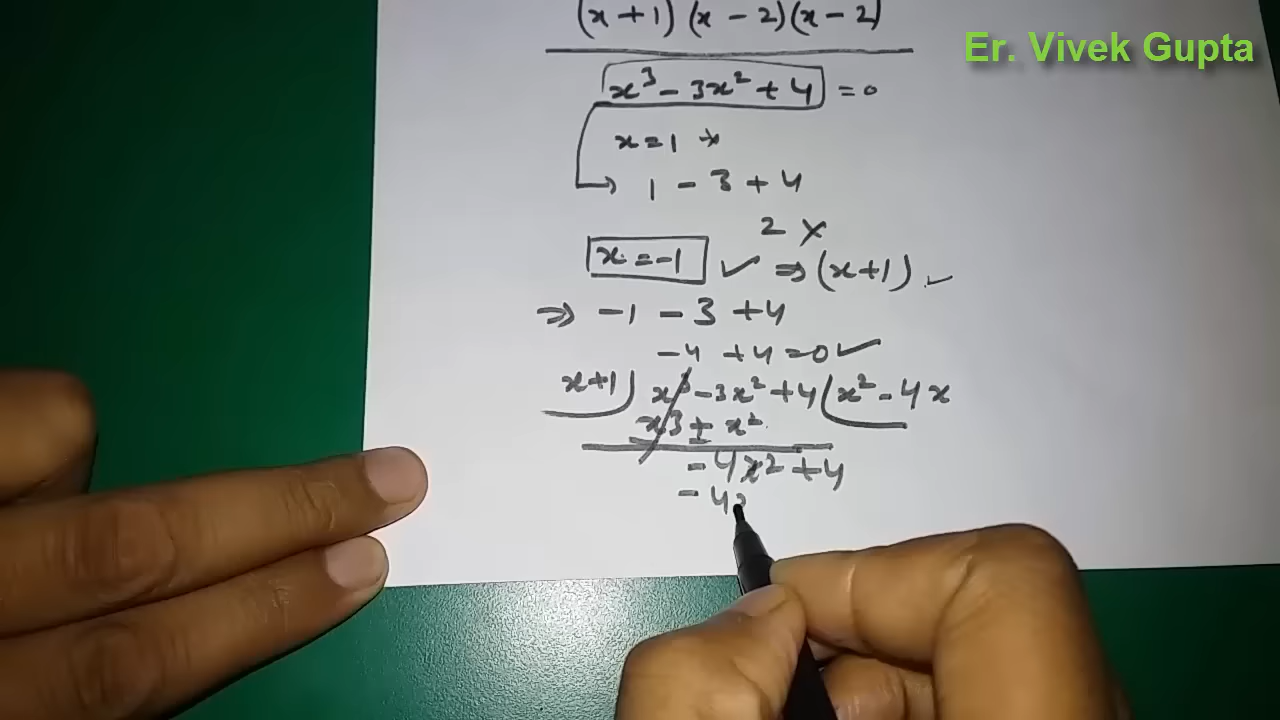 (x + 1) (x - 2)(x - 2)
Er. Vivek Gupta
x³ - 3x² + 4 = 0
x = 1 →
→ 1 - 3 + 4
2 ×
x = -1 ✓ ⇒ (x+1) ✓
⇒ -1 - 3 + 4
-4 + 4 = 0 ✓
x+1) x³ - 3x² + 4 (x² - 4x
x³ ± x²
- 4x² + 4
- 4